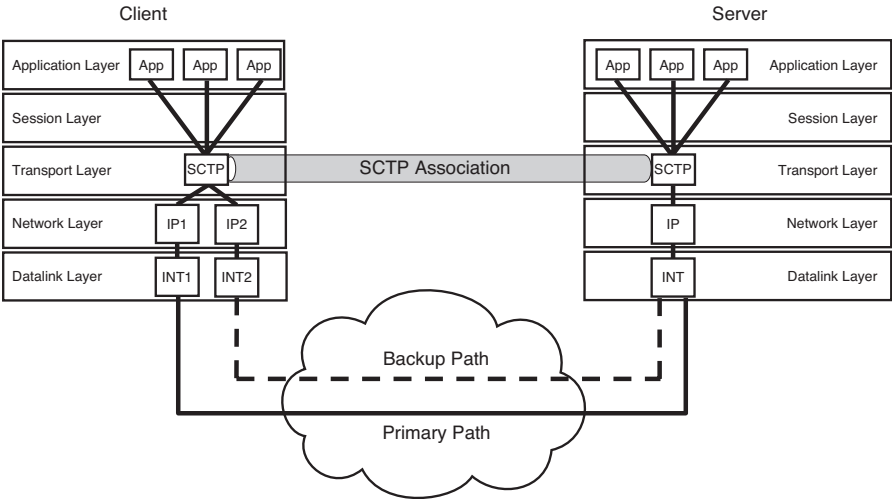 Client
Server
Application Layer
App
App
App
App
App
App
Application Layer
Session Layer
Session Layer
Transport Layer
SCTP
SCTP Association
SCTP
Transport Layer
Network Layer
IP1
IP2
IP
Network Layer
Datalink Layer
INT1
INT2
INT
Datalink Layer
Backup Path
Primary Path